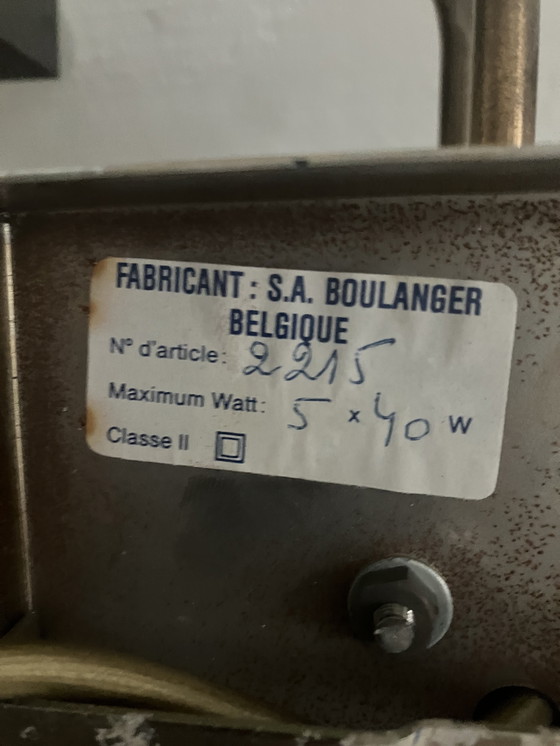 FABRICANT : S.A. BOULANGER
BELGIQUE
N° d'article: 2215
Maximum Watt: 5 x 40 W
Classe II